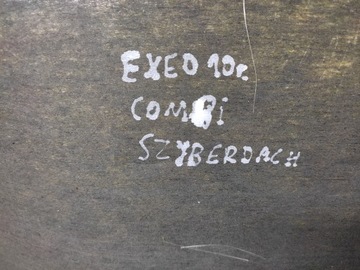 EXEO 10r.
COMBi
SZYBERDACH